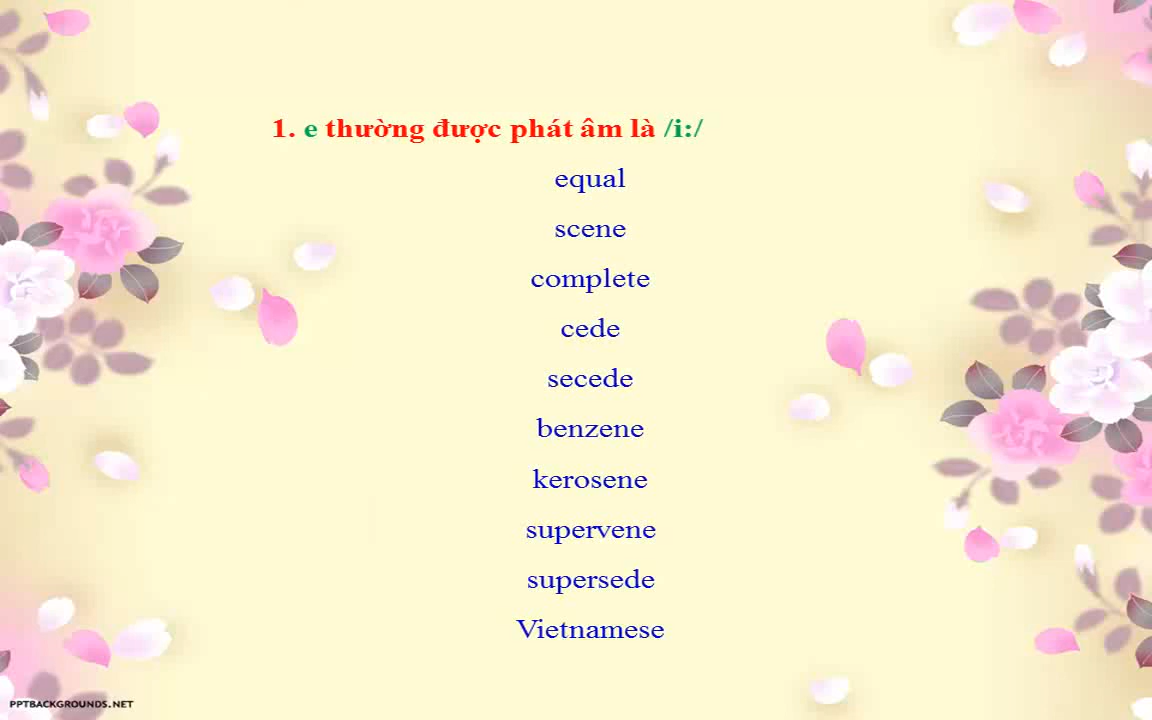 1. e thường được phát âm là /i:/
equal
scene
complete
cede
secede
benzene
kerosene
supervene
supersede
Vietnamese
PPTBACKGROUNDS.NET